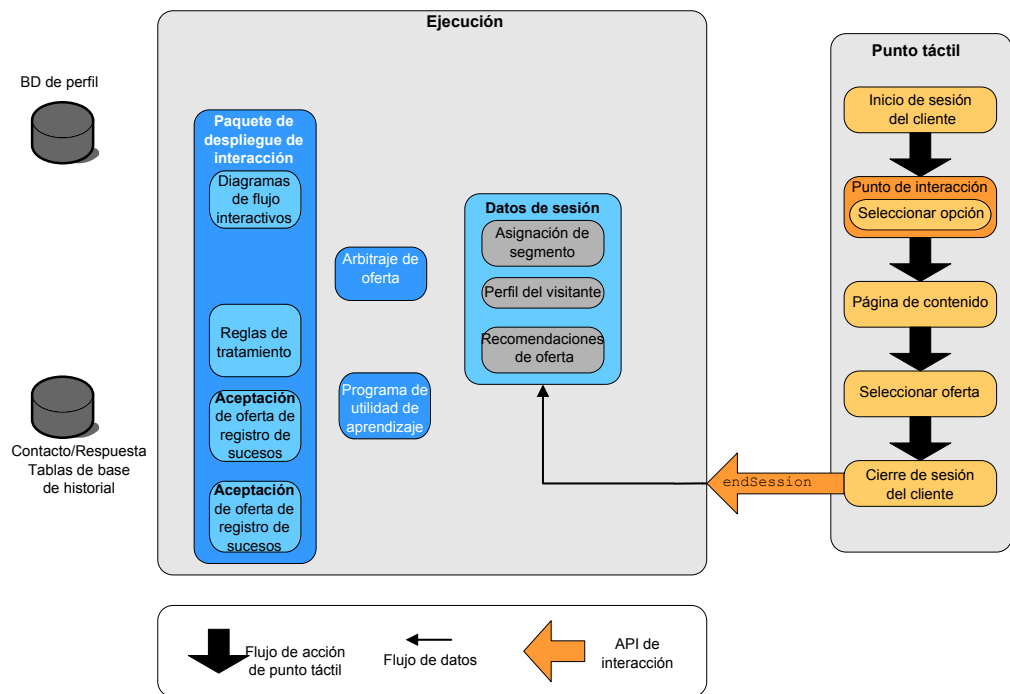 Ejecución
BD de perfil
Paquete de
despliegue de
interacción
Diagramas
de flujo
interactivos
Reglas de
tratamiento
Aceptación
de oferta de
registro de
sucesos
Aceptación
de oferta de
registro de
sucesos
Arbitraje de
oferta
Programa de
utilidad de
aprendizaje
Datos de sesión
Asignación de
segmento
Perfil del visitante
Recomendaciones
de oferta
Contacto/Respuesta
Tablas de base
de historial
Punto táctil
Inicio de sesión
del cliente
Punto de interacción
Seleccionar opción
Página de contenido
Seleccionar oferta
Cierre de sesión
del cliente
endSession
Flujo de acción
de punto táctil
Flujo de datos
API de
interacción